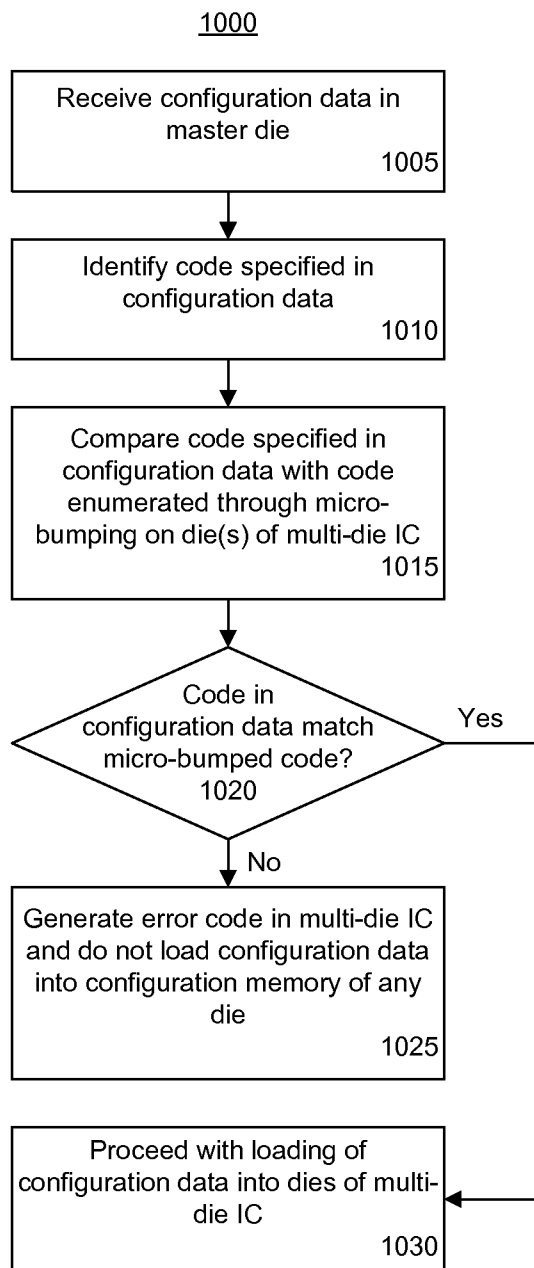 1000
Receive configuration data in
master die
1005
Identify code specified in
configuration data
1010
Compare code specified in
configuration data with code
enumerated through micro-
bumping on die(s) of multi-die IC
1015
Code in
configuration data match
micro-bumped code?
1020
Yes
No
Generate error code in multi-die IC
and do not load configuration data
into configuration memory of any
die
1025
Proceed with loading of
configuration data into dies of multi-
die IC
1030